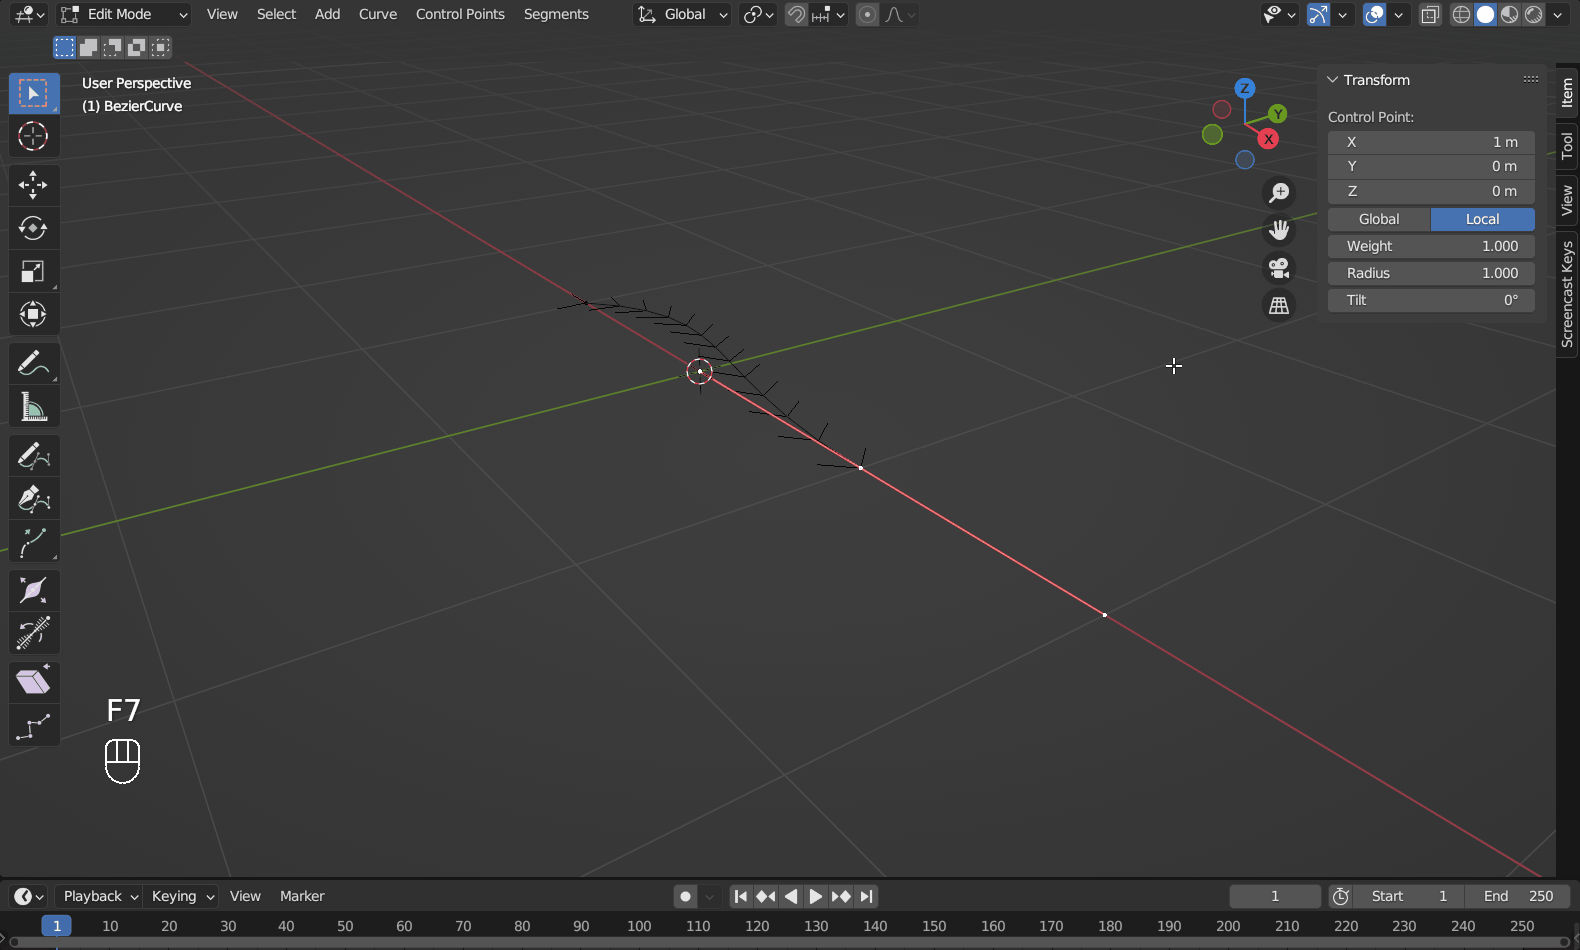 Edit Mode View Select Add Curve Control Points Segments Global
User Perspective
(1) BezierCurve
Z
Y
X
Transform
Control Point:
X 1 m
Y 0 m
Z 0 m
Global Local
Weight 1.000
Radius 1.000
Tilt 0°
Item
Tool
View
Screencast Keys
F7
Playback Keying View Marker 1 Start 1 End 250
1 10 20 30 40 50 60 70 80 90 100 110 120 130 140 150 160 170 180 190 200 210 220 230 240 250